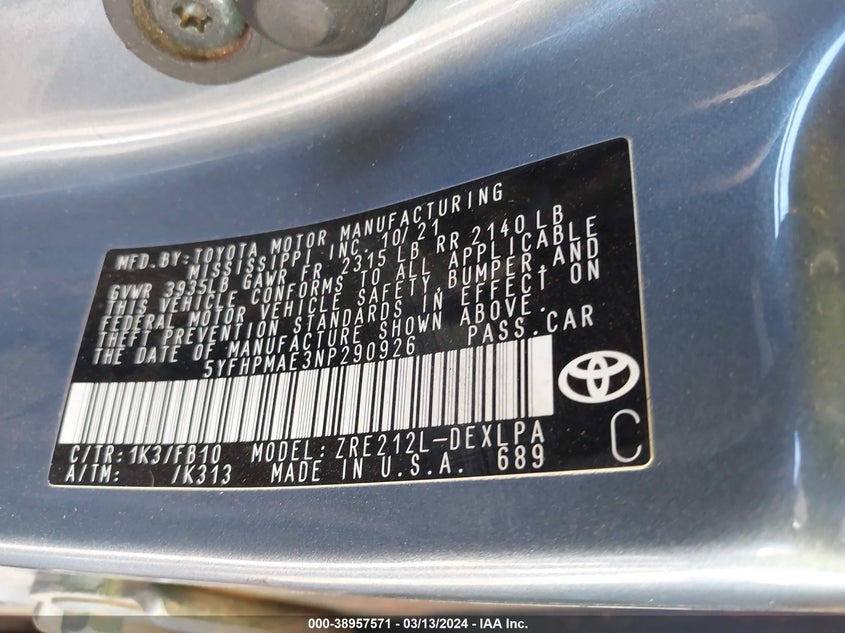 MFD.BY:TOYOTA MOTOR MANUFACTURING
MISSISSIPPI, INC. 10/21
GVWR 3935LB GAWR FR 2315 LB RR 2140 LB
THIS VEHICLE CONFORMS TO ALL APPLICABLE
FEDERAL MOTOR VEHICLE SAFETY,BUMPER,AND
THEFT PREVENTION STANDARDS IN EFFECT ON
THE DATE OF MANUFACTURE SHOWN ABOVE.
5YFHPMAE3NP290926 PASS.CAR
C/TR:1K3/FB10 MODEL:ZRE212L-DEXLPA
A/TM: /K313 MADE IN U.S.A. 689
C
000-38957571 - 03/13/2024 - IAA Inc.